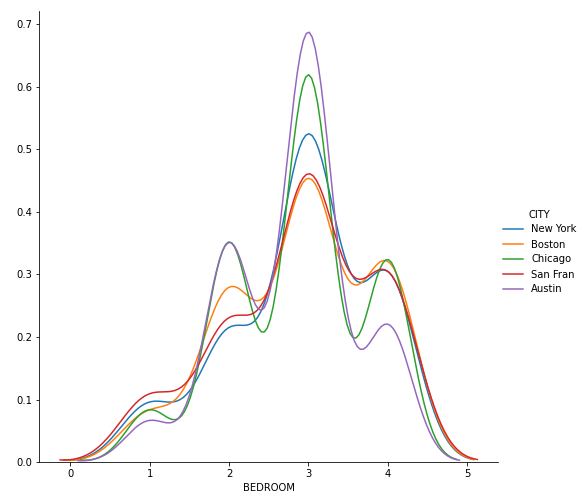 0.7
0.6
0.5
0.4
0.3
0.2
0.1
0.0
0 1 2 3 4 5
BEDROOM
CITY
New York
Boston
Chicago
San Fran
Austin